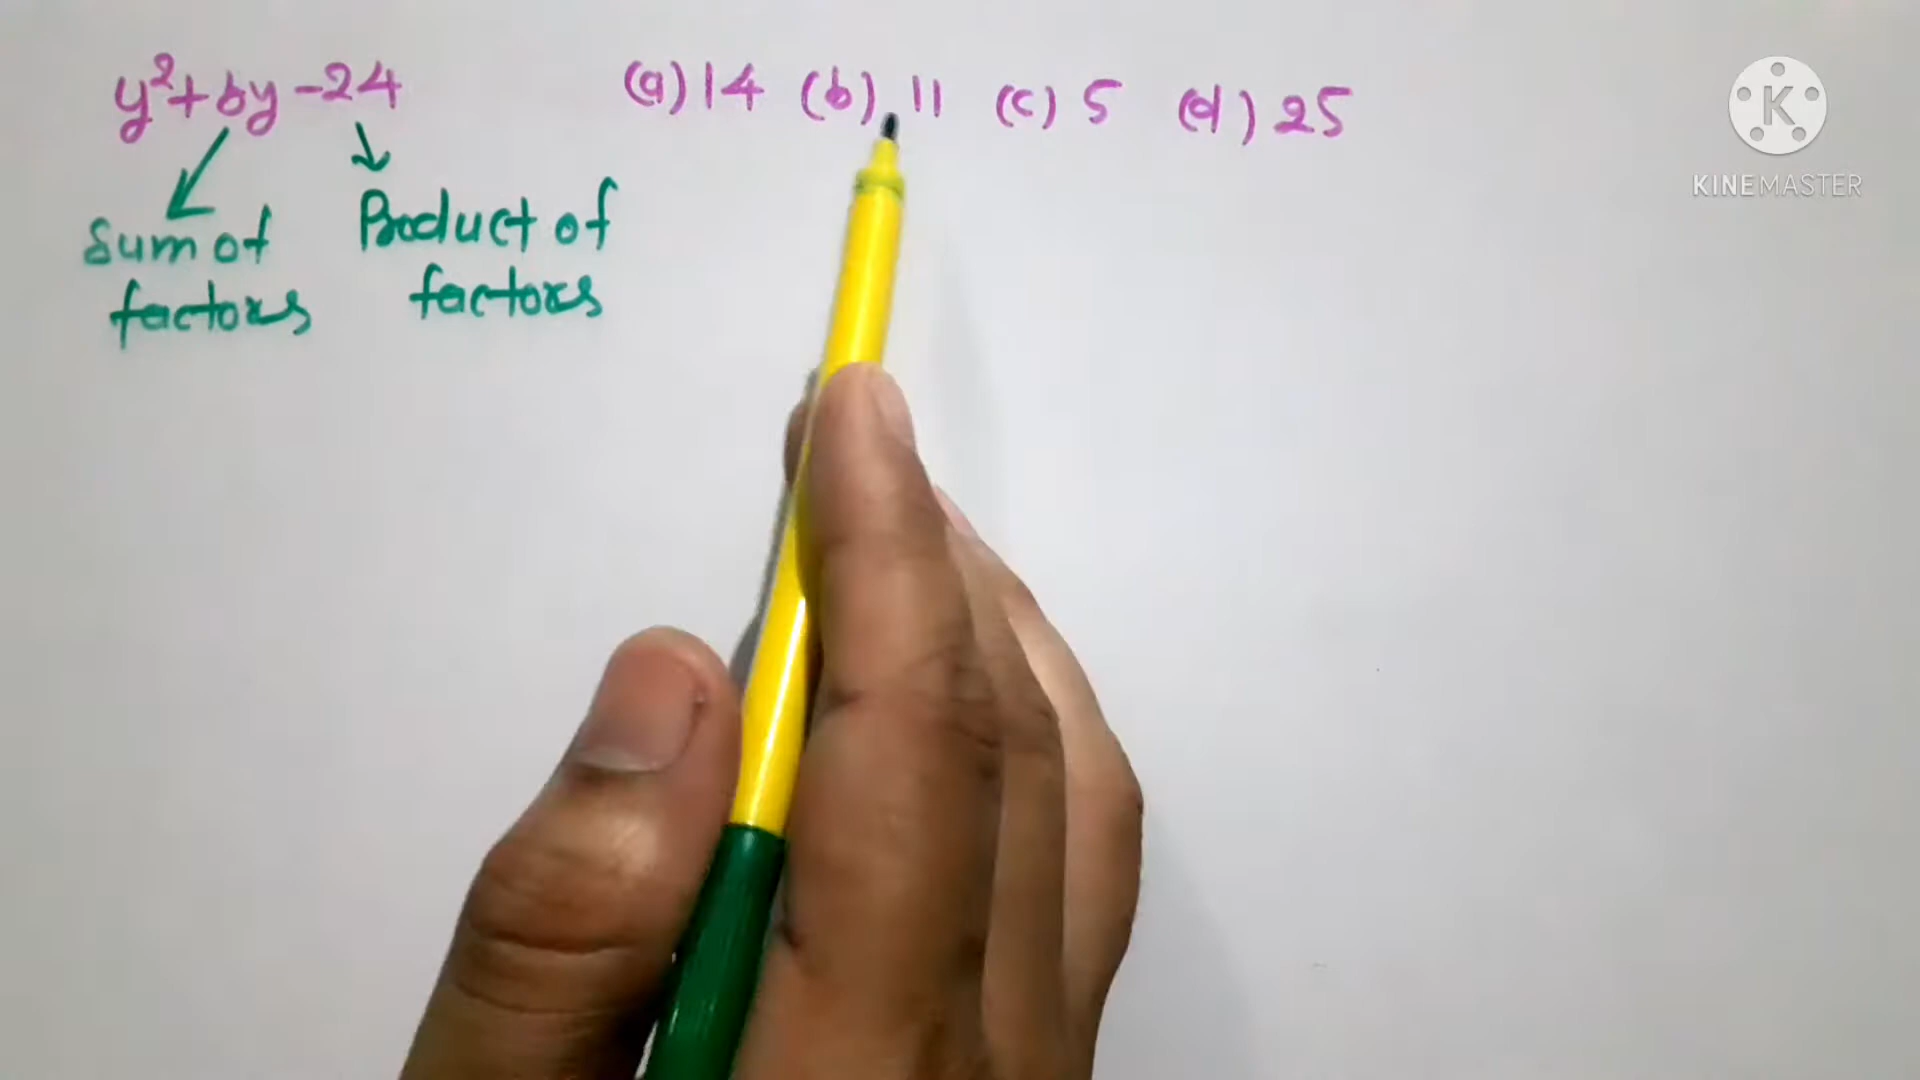 y²+by-24 (a) 14 (b) 11 (c) 5 (d) 25
Sum of factors
Product of factors
K
KINEMASTER